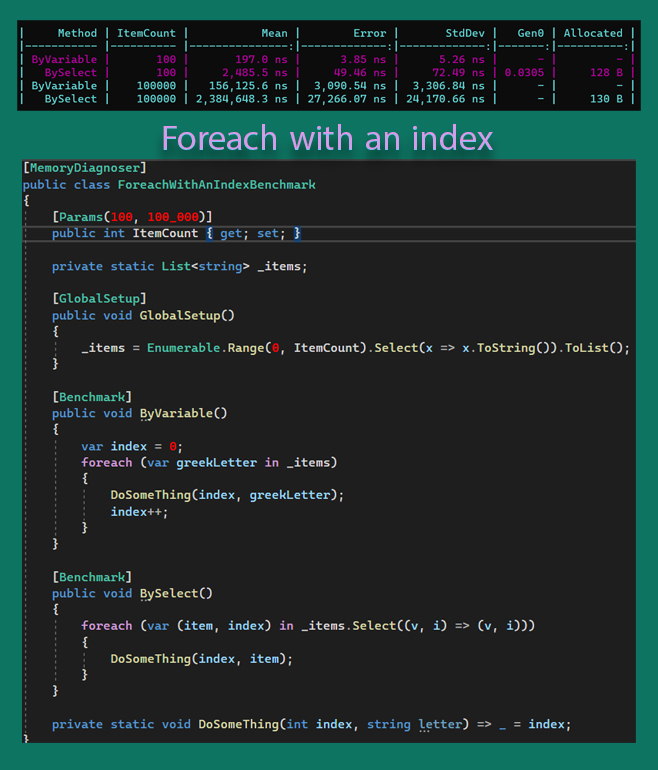 |     Method | ItemCount |           Mean |        Error |       StdDev |   Gen0 | Allocated |
|----------- |---------- |---------------:|-------------:|-------------:|-------:|----------:|
| ByVariable |       100 |       197.0 ns |      3.85 ns |      5.26 ns |      - |         - |
|   BySelect |       100 |     2,485.5 ns |     49.46 ns |     72.49 ns | 0.0305 |     128 B |
| ByVariable |    100000 |   156,125.6 ns |  3,090.54 ns |  3,306.84 ns |      - |         - |
|   BySelect |    100000 | 2,384,648.3 ns | 27,266.07 ns | 24,170.66 ns |      - |     130 B |
Foreach with an index
[MemoryDiagnoser]
public class ForeachWithAnIndexBenchmark
{
    [Params(100, 100_000)]
    public int ItemCount { get; set; }
    private static List<string> _items;
    [GlobalSetup]
    public void GlobalSetup()
    {
        _items = Enumerable.Range(0, ItemCount).Select(x => x.ToString()).ToList();
    }
    [Benchmark]
    public void ByVariable()
    {
        var index = 0;
        foreach (var greekLetter in _items)
        {
            DoSomeThing(index, greekLetter);
            index++;
        }
    }
    [Benchmark]
    public void BySelect()
    {
        foreach (var (item, index) in _items.Select((v, i) => (v, i)))
        {
            DoSomeThing(index, item);
        }
    }
    private static void DoSomeThing(int index, string letter) => _ = index;
}